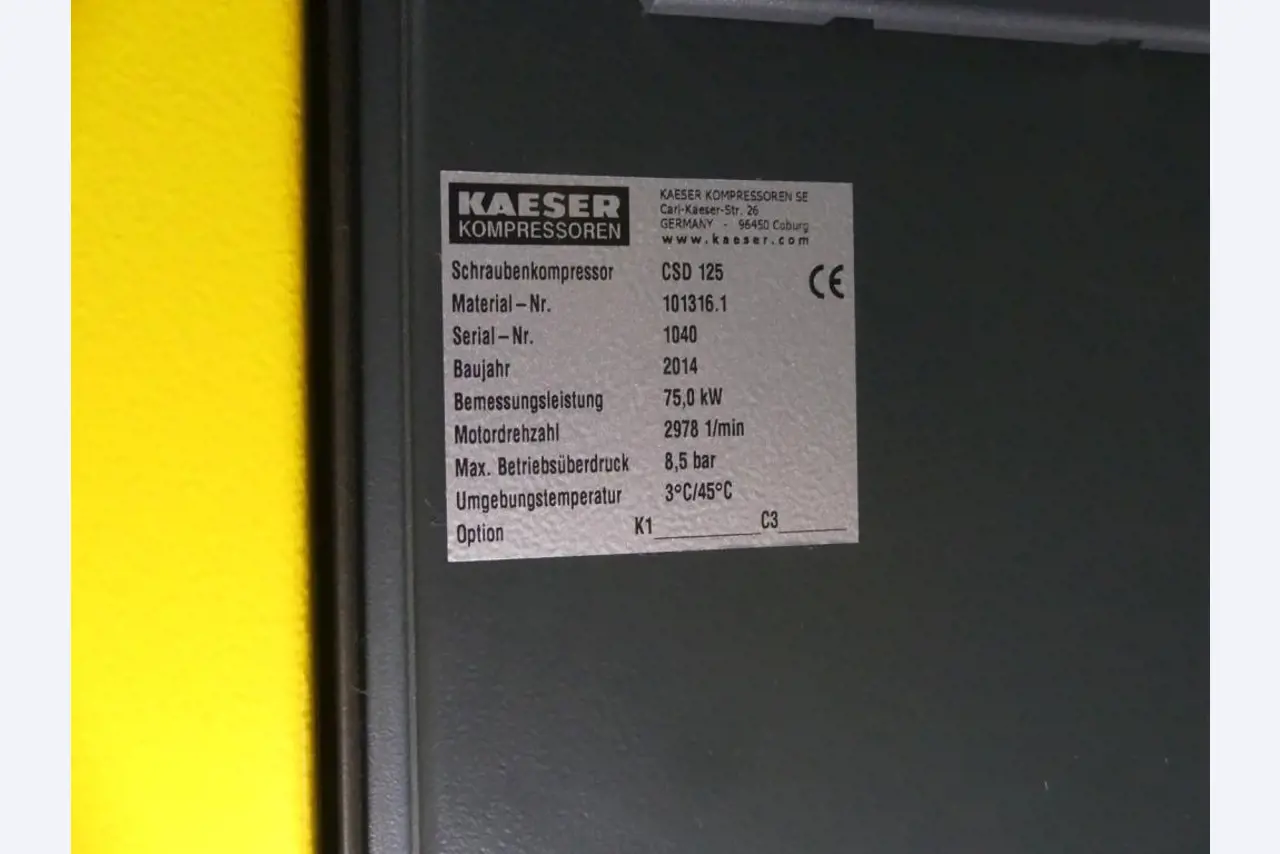 KAESER
KOMPRESSOREN
KAESER KOMPRESSOREN SE
Carl-Kaeser-Str. 26
GERMANY - 96450 Coburg
www.kaeser.com
CE
Schraubenkompressor CSD 125
Material-Nr. 101316.1
Serial-Nr. 1040
Baujahr 2014
Bemessungsleistung 75,0 kW
Motordrehzahl 2978 1/min
Max. Betriebsüberdruck 8,5 bar
Umgebungstemperatur 3°C/45°C
Option K1 C3